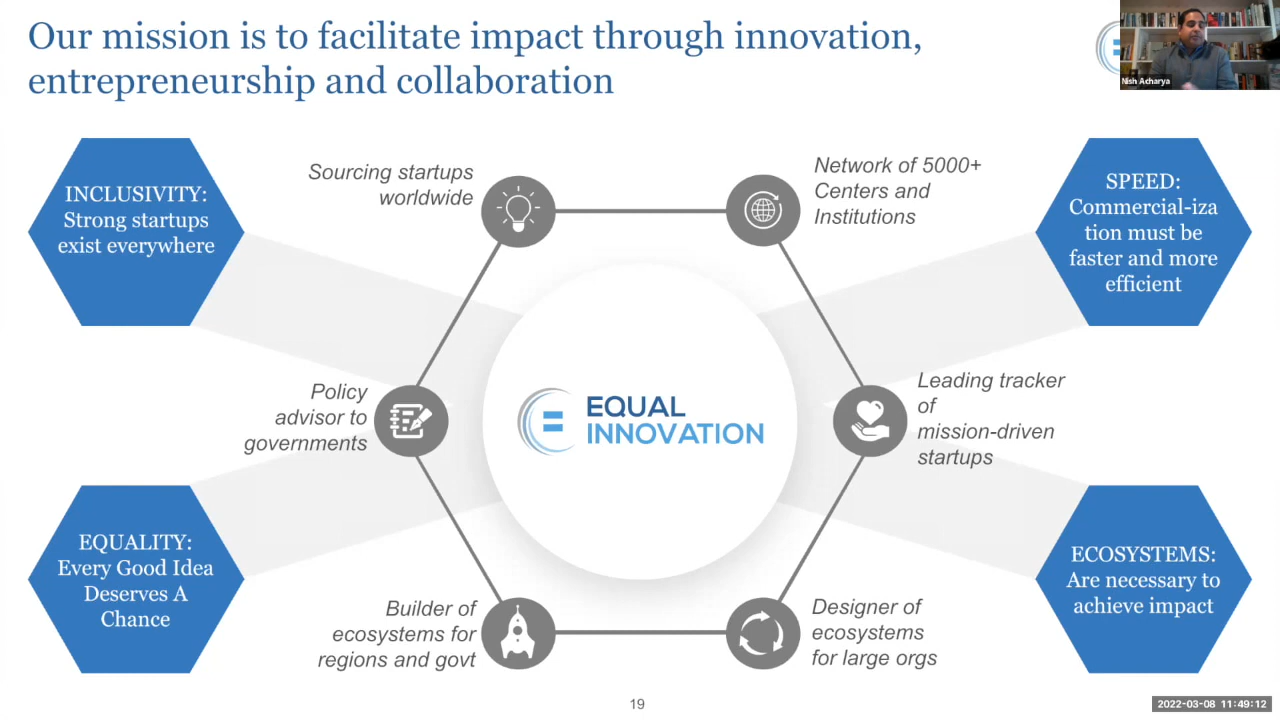 Our mission is to facilitate impact through innovation,
entrepreneurship and collaboration
Nish Acharya
INCLUSIVITY:
Strong startups
exist everywhere
Sourcing startups
worldwide
Network of 5000+
Centers and
Institutions
SPEED:
Commercial-iza
tion must be
faster and more
efficient
Policy
advisor to
governments
EQUAL
INNOVATION
Leading tracker
of
mission-driven
startups
EQUALITY:
Every Good Idea
Deserves A
Chance
Builder of
ecosystems for
regions and govt
Designer of
ecosystems
for large orgs
ECOSYSTEMS:
Are necessary to
achieve impact
19
2022-03-08 11:49:12